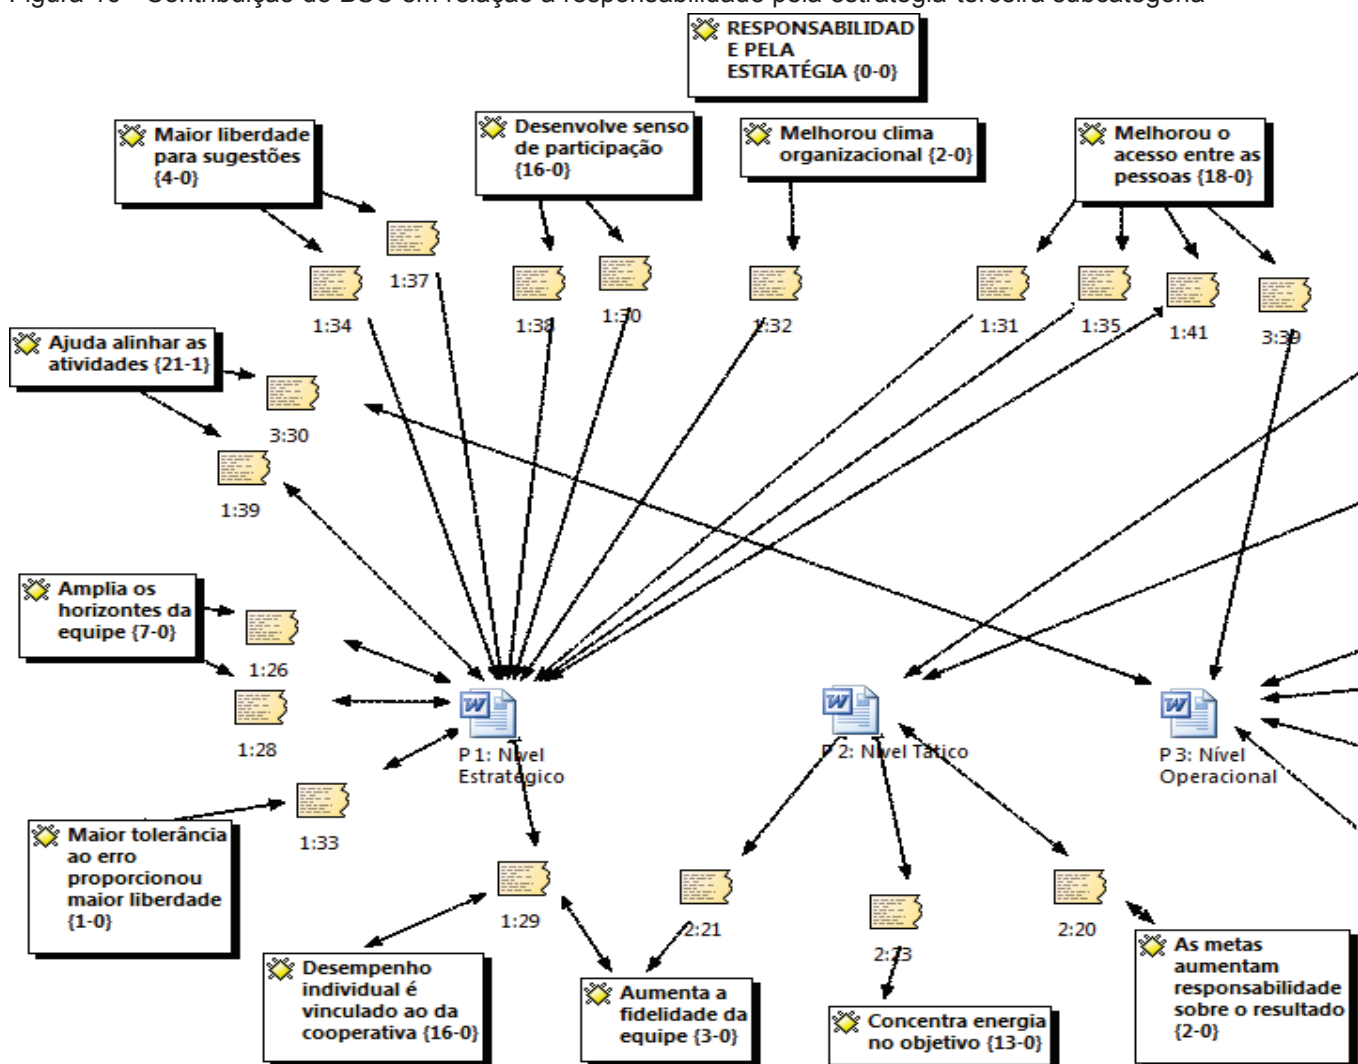 Figura 10 - Contribuição do BSC em relação à responsabilidade pela estratégia terceira subcategoria
RESPONSABILIDAD
E PELA
ESTRATÉGIA {0-0}
Maior liberdade
para sugestões
{4-0}
Desenvolve senso
de participação
{16-0}
Melhorou clima
organizacional {2-0}
Melhorou o
acesso entre as
pessoas {18-0}
1:37
1:34
1:38
1:30
1:32
1:31
1:35
1:41
3:39
Ajuda alinhar as
atividades {21-1}
3:30
1:39
Amplia os
horizontes da
equipe {7-0}
1:26
1:28
P 1: Nível
Estratégico
P 2: Nível Tático
P 3: Nível
Operacional
1:33
Maior tolerância
ao erro
proporcionou
maior liberdade
{1-0}
1:29
2:21
2:23
2:20
Desempenho
individual é
vinculado ao da
cooperativa {16-0}
Aumenta a
fidelidade da
equipe {3-0}
Concentra energia
no objetivo {13-0}
As metas
aumentam
responsabilidade
sobre o resultado
{2-0}